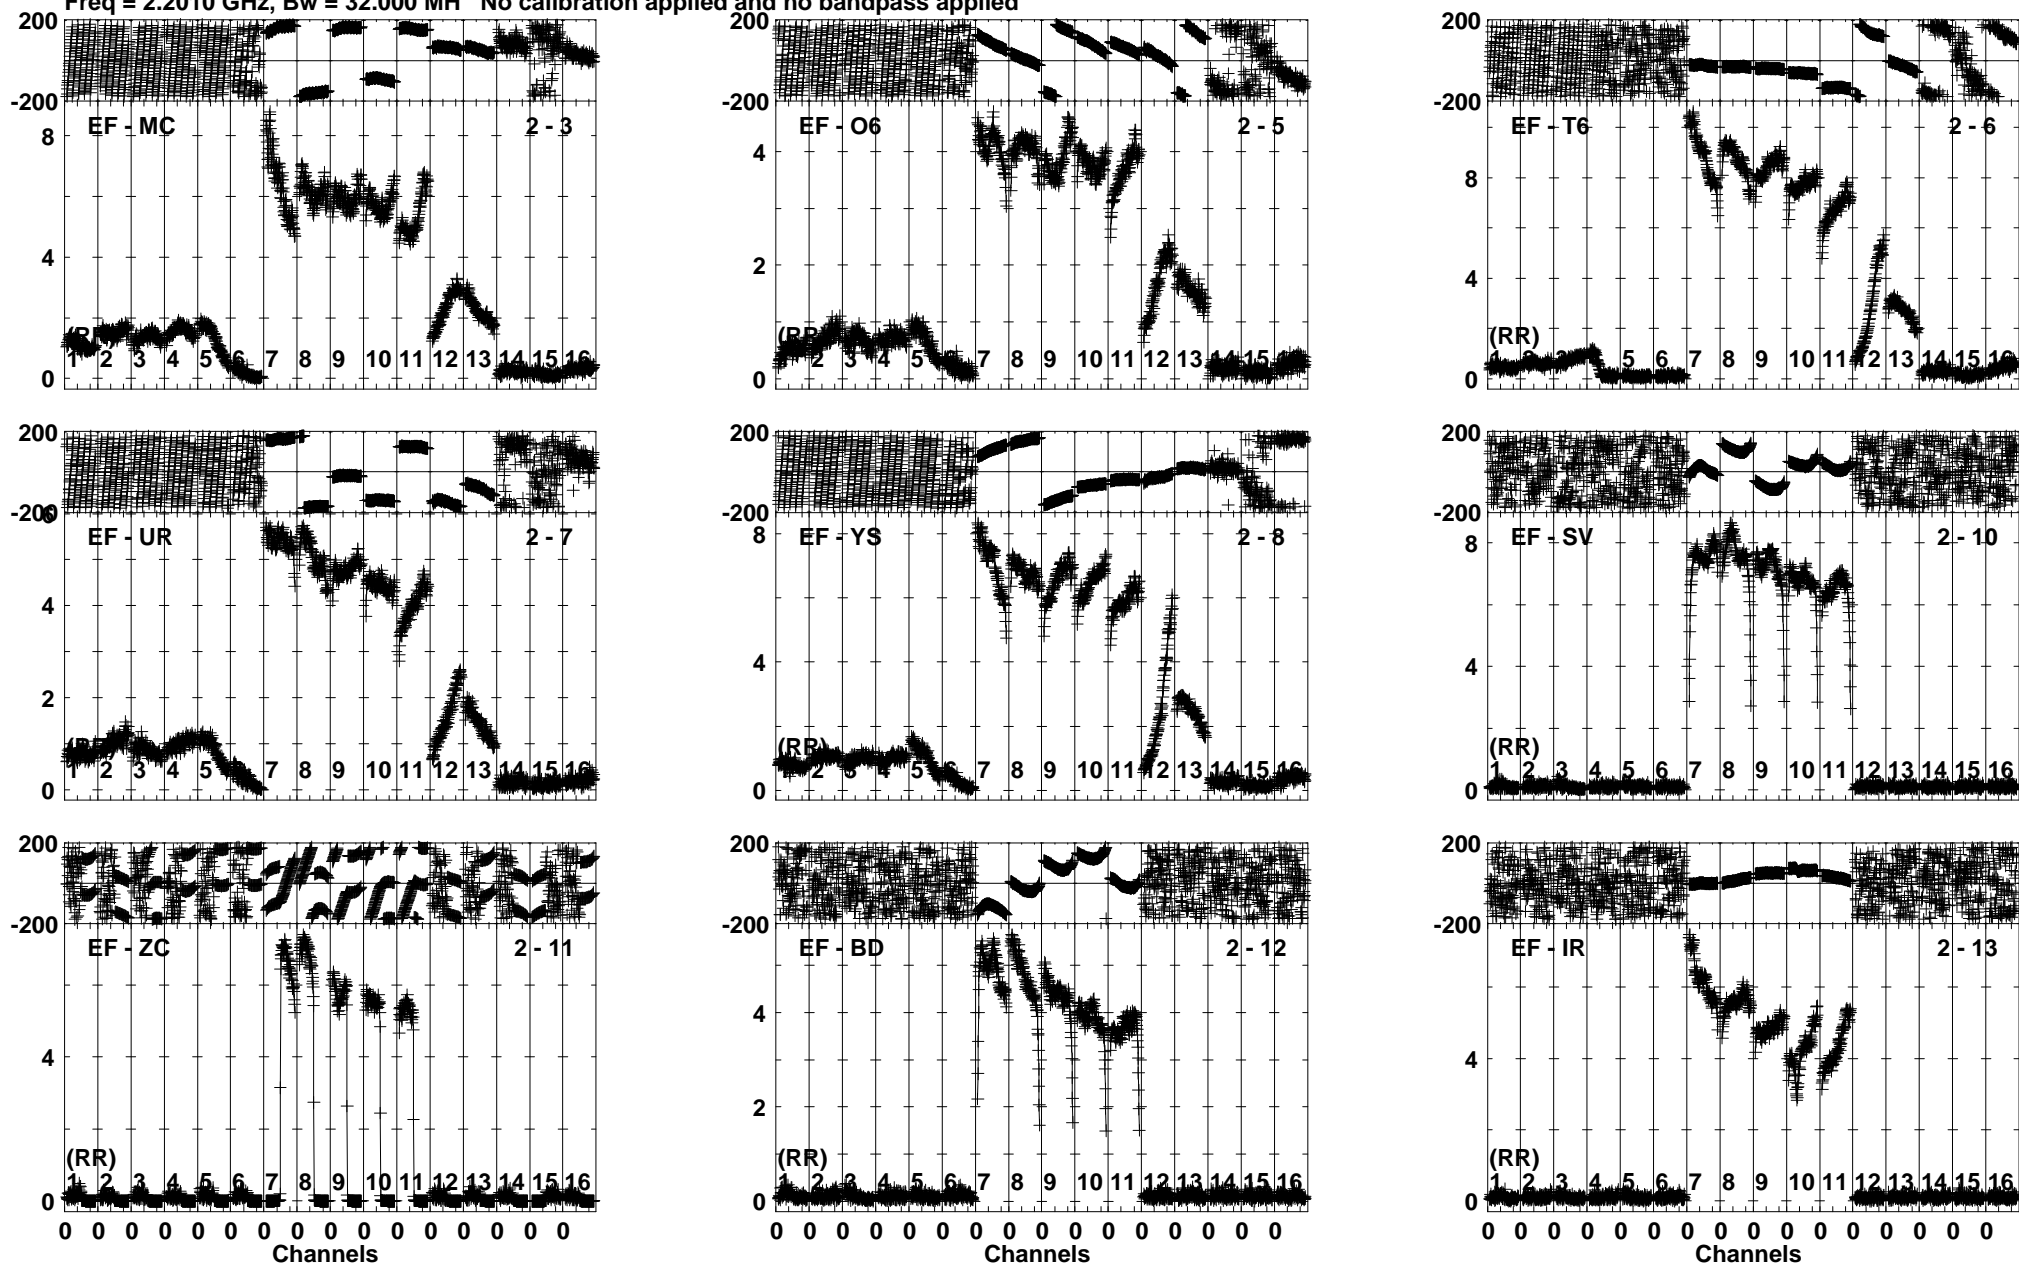 Freq = 2.2010 GHz, Bw = 32.000 MH No calibration applied and no bandpass applied
200
-200
EF - MC 2 - 3
8
4
0
(RR)
1 2 3 4 5 6 7 8 9 10 11 12 13 14 15 16
200
-200
EF - O6 2 - 5
4
2
0
(RR)
2 3 4 5 6 7 8 9 10 11 12 13 14 15 16
200
-200
EF - T6 2 - 6
8
4
0
(RR)
1 2 3 5 6 7 8 9 10 11 12 13 14 15 16
200
-200
6
EF - UR 2 - 7
4
2
0
(RR)
1 2 3 4 5 7 8 9 10 11 12 13 14 15 16
200
-200
EF - YS 2 - 8
8
4
0
(RR)
1 2 3 4 5 6 7 8 9 10 11 12 13 14 15 16
200
-200
EF - SV 2 - 10
8
4
0
(RR)
1 2 3 4 5 6 7 8 9 10 11 12 13 14 15 16
200
-200
EF - ZC 2 - 11
4
0
(RR)
1 2 3 4 5 6 7 8 9 10 11 12 13 14 15 16
0 0 0 0 0 0 0 0 0 0 0 0 0 0 0 0
Channels
200
-200
EF - BD 2 - 12
4
2
0
(RR)
1 2 3 4 5 6 7 8 9 10 11 12 13 14 15 16
0 0 0 0 0 0 0 0 0 0 0 0 0 0 0 0
Channels
200
-200
EF - IR 2 - 13
4
0
(RR)
1 2 3 4 5 6 7 8 9 10 11 12 13 14 15 16
0 0 0 0 0 0 0 0 0 0 0 0 0 0 0 0
Channels